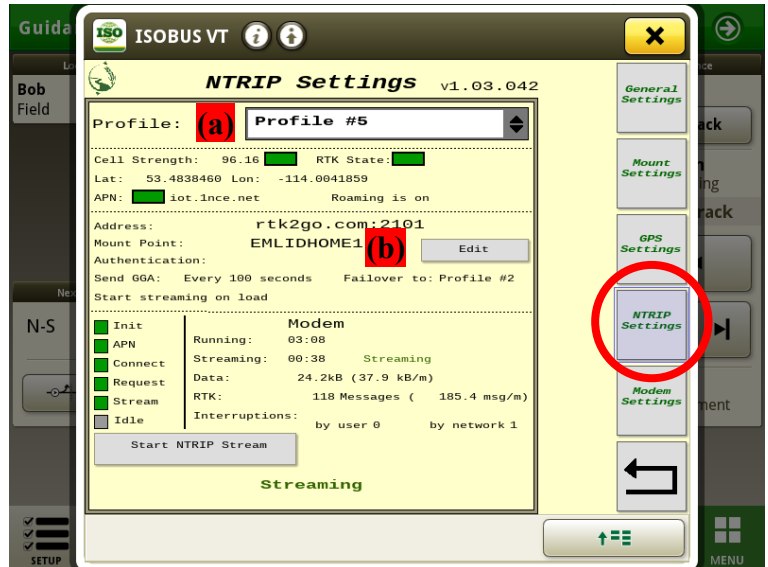 Guida
ISO
ISOBUS VT
i
NTRIP Settings v1.03.042
Profile: (a) Profile #5
Cell Strength: 96.16 RTK State:
Lat: 53.4838460 Lon: -114.0041859
APN: iot.1nce.net Roaming is on
Address: rtk2go.com:2101
Mount Point: EMLIDHOME1 (b) Edit
Authentication:
Send GGA: Every 100 seconds Failover to: Profile #2
Start streaming on load
Init
APN
Connect
Request
Stream
Idle
Modem
Running: 03:08
Streaming: 00:38 Streaming
Data: 24.2kB (37.9 kB/m)
RTK: 118 Messages ( 185.4 msg/m)
Interruptions: by user 0 by network 1
Start NTRIP Stream
Streaming
General
Settings
Mount
Settings
GPS
Settings
NTRIP
Settings
Modem
Settings
Lo
Bob
Field
Nex
N-S
SETUP
nce
ack
ing
rack
ment
MENU